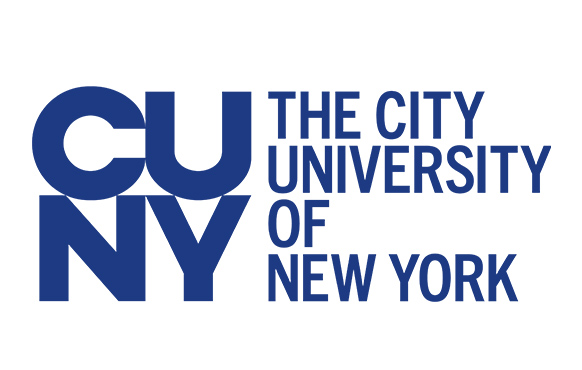 CU
NY
THE CITY
UNIVERSITY
OF
NEW YORK